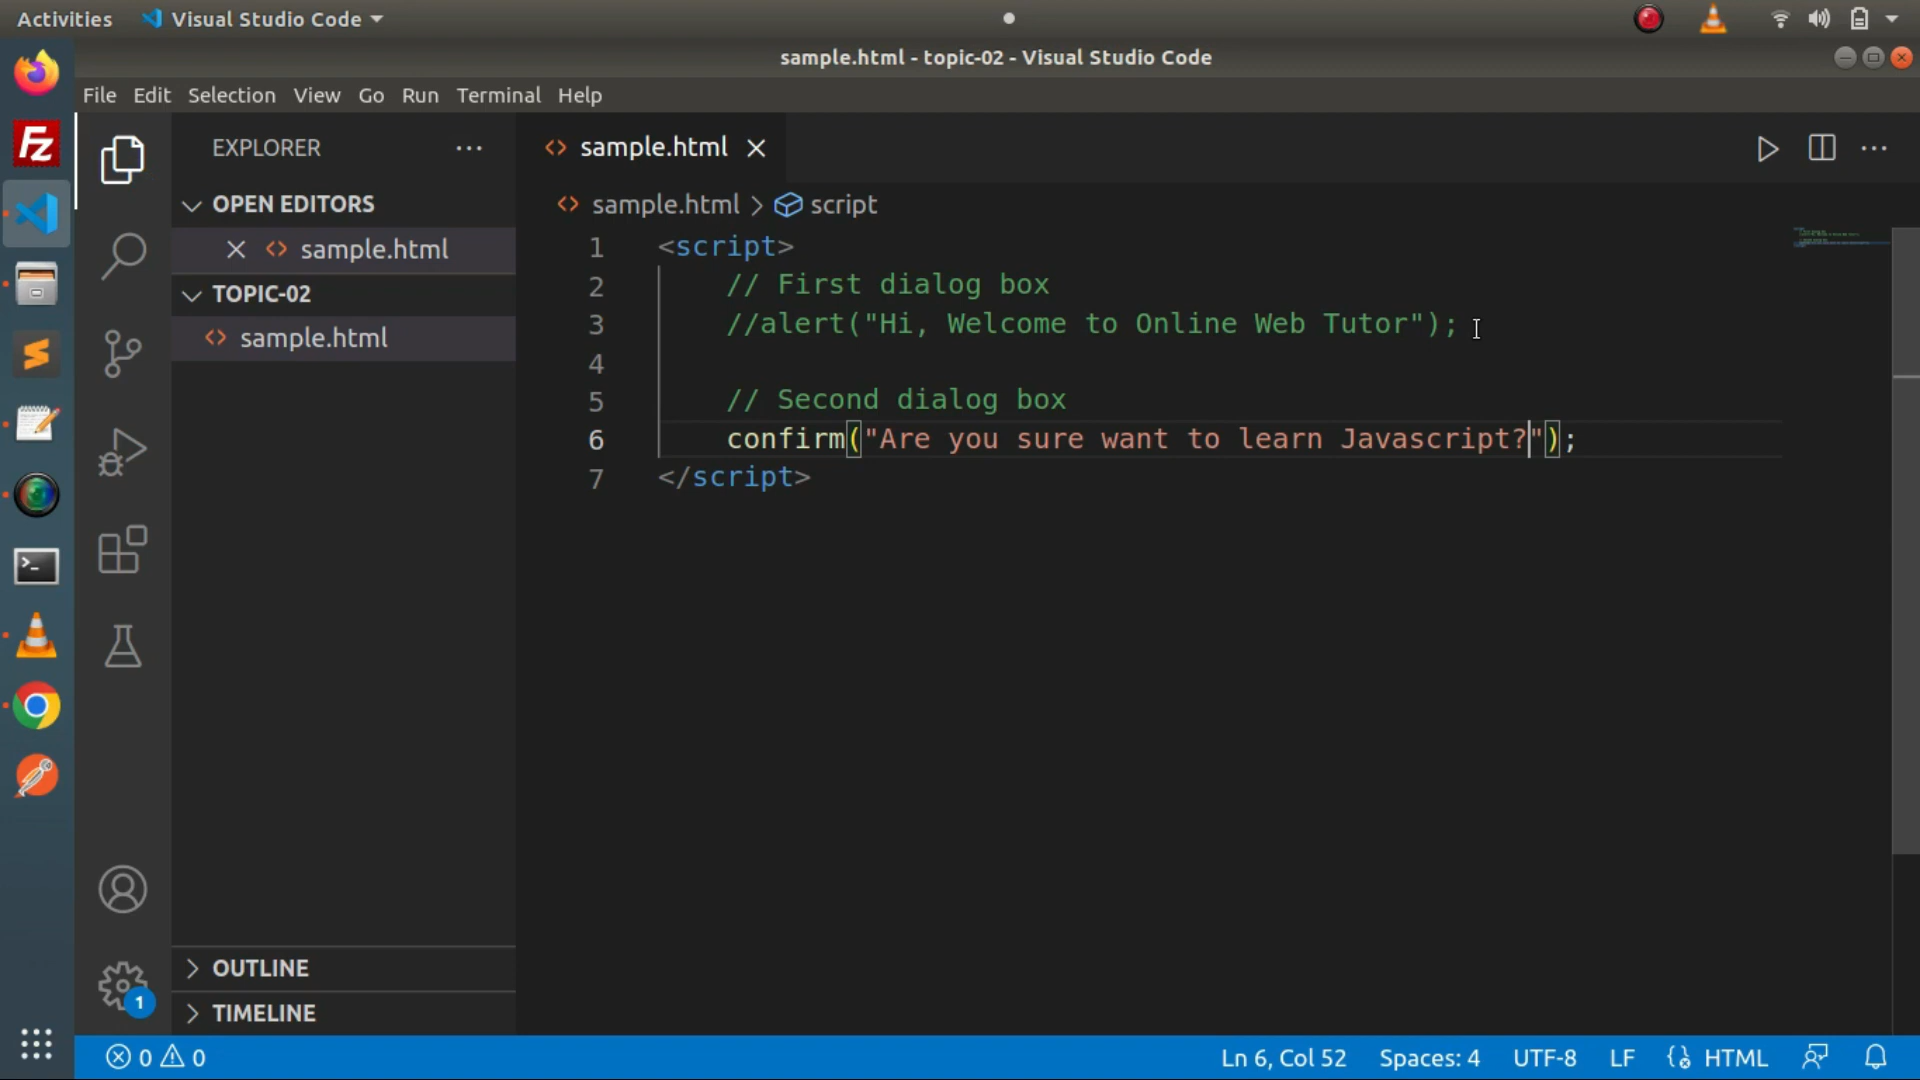 Activities Visual Studio Code
sample.html - topic-02 - Visual Studio Code
File Edit Selection View Go Run Terminal Help
EXPLORER
OPEN EDITORS
sample.html
TOPIC-02
sample.html
OUTLINE
TIMELINE
sample.html
sample.html > script
1 <script>
2 // First dialog box
3 //alert("Hi, Welcome to Online Web Tutor");
4
5 // Second dialog box
6 confirm("Are you sure want to learn Javascript?");
7 </script>
Fz
1
0 0 Ln 6, Col 52 Spaces: 4 UTF-8 LF HTML